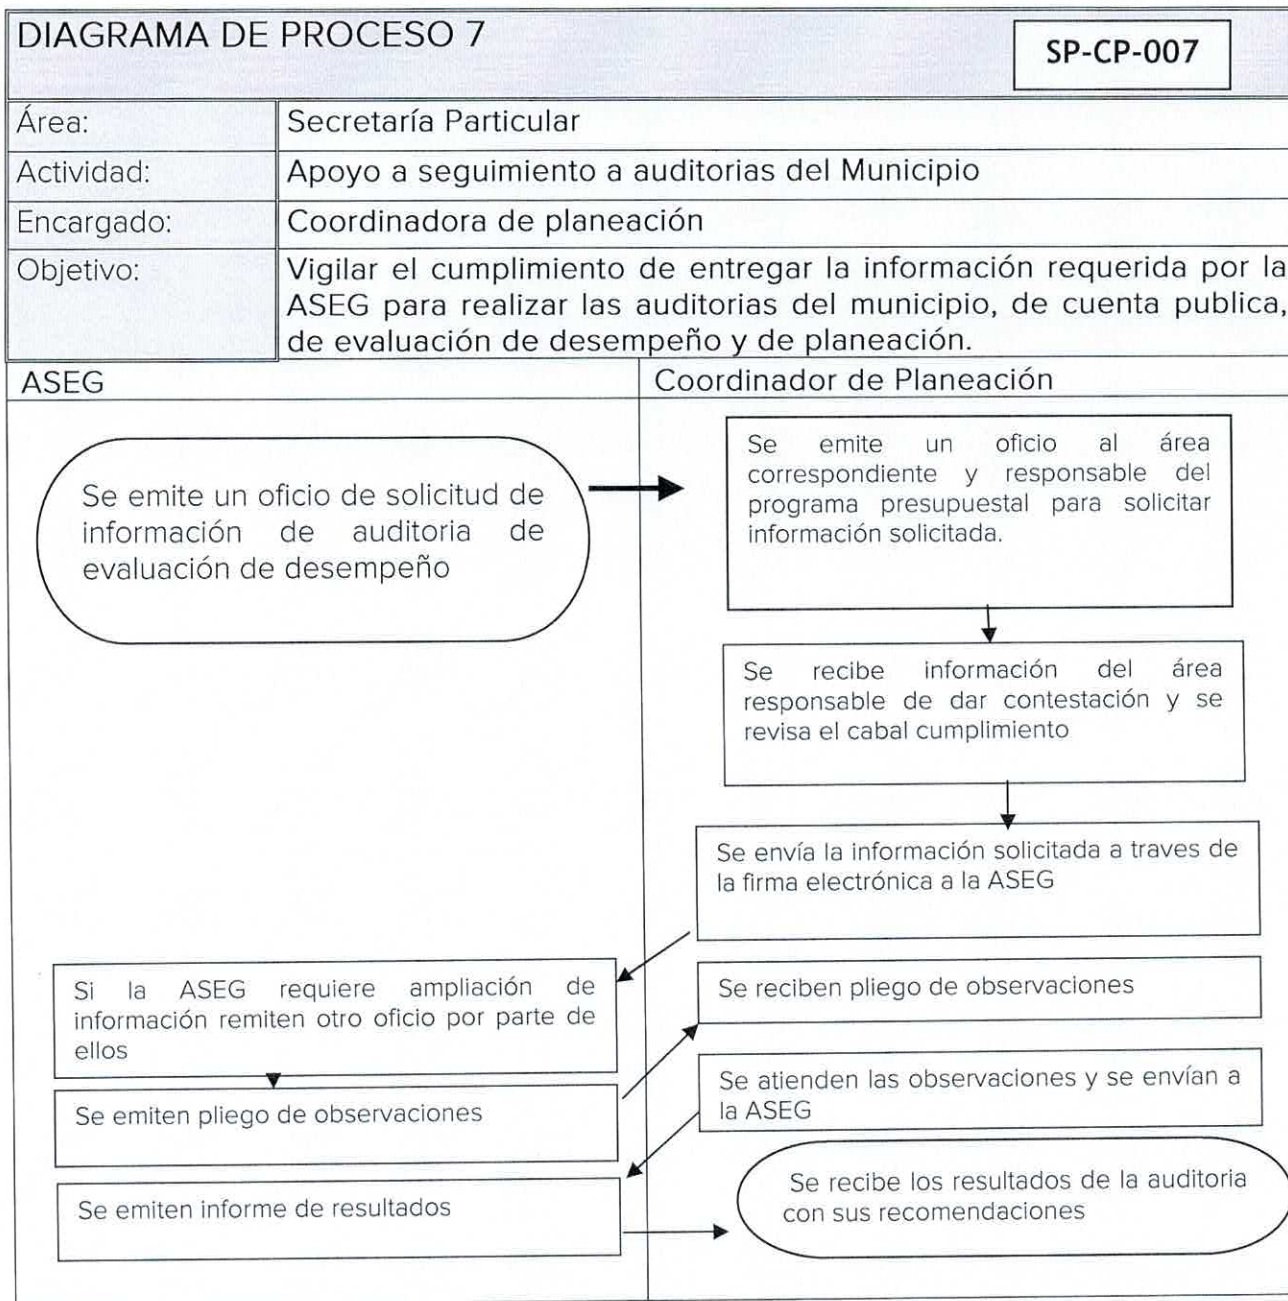 DIAGRAMA DE PROCESO 7
SP-CP-007
Área:
Secretaría Particular
Actividad:
Apoyo a seguimiento a auditorias del Municipio
Encargado:
Coordinadora de planeación
Objetivo:
Vigilar el cumplimiento de entregar la información requerida por la
ASEG para realizar las auditorias del municipio, de cuenta publica,
de evaluación de desempeño y de planeación.
ASEG
Coordinador de Planeación
Se emite un oficio de solicitud de
información de auditoria de
evaluación de desempeño
Se emite un oficio al área
correspondiente y responsable del
programa presupuestal para solicitar
información solicitada.
Se recibe información del área
responsable de dar contestación y se
revisa el cabal cumplimiento
Se envía la información solicitada a traves de
la firma electrónica a la ASEG
Si la ASEG requiere ampliación de
información remiten otro oficio por parte de
ellos
Se emiten pliego de observaciones
Se reciben pliego de observaciones
Se atienden las observaciones y se envían a
la ASEG
Se emiten informe de resultados
Se recibe los resultados de la auditoria
con sus recomendaciones